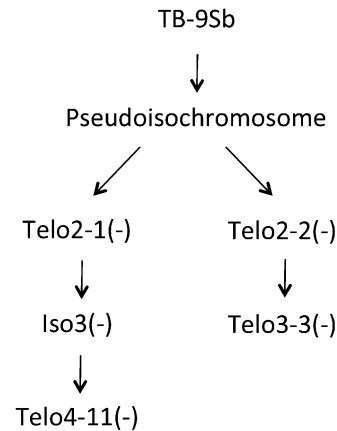 TB-9Sb
Pseudoisochromosome
Telo2-1(-) Telo2-2(-)
Iso3(-) Telo3-3(-)
Telo4-11(-)